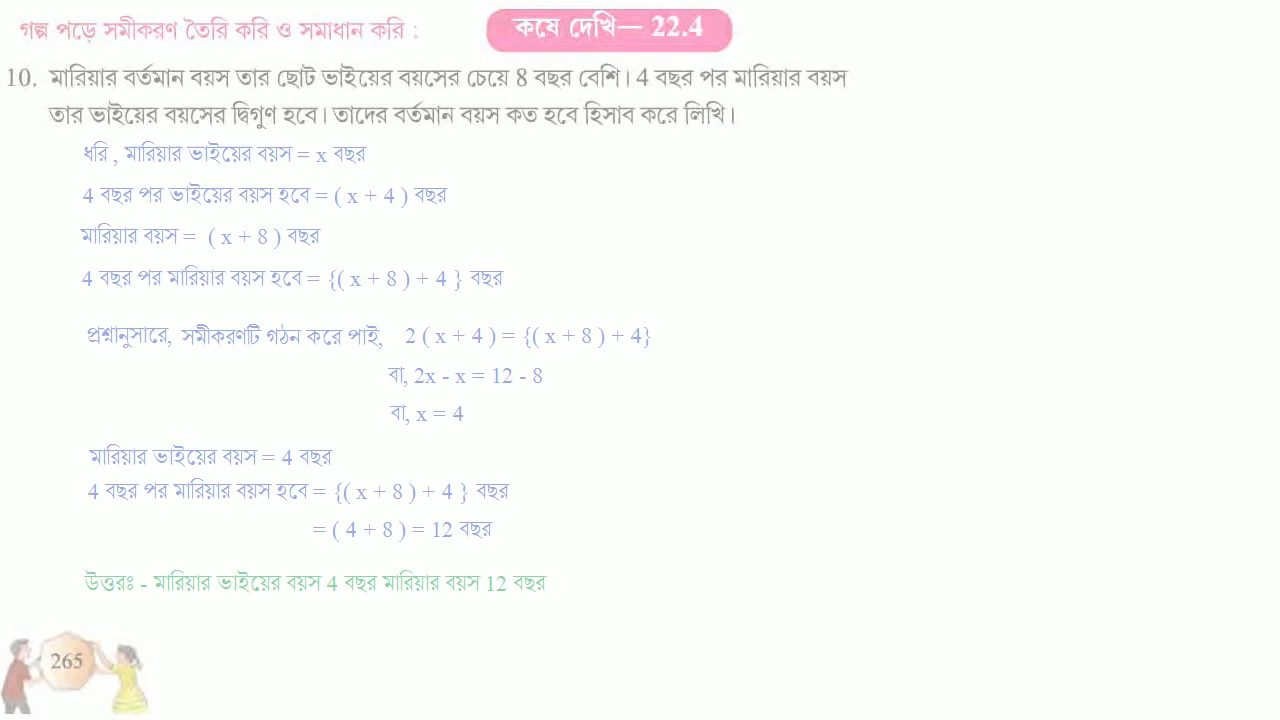 গল্প পড়ে সমীকরণ তৈরি করি ও সমাধান করি :
কষে দেখি— 22.4
10. মারিয়ার বর্তমান বয়স তার ছোট ভাইয়ের বয়সের চেয়ে 8 বছর বেশি। 4 বছর পর মারিয়ার বয়স
তার ভাইয়ের বয়সের দ্বিগুণ হবে। তাদের বর্তমান বয়স কত হবে হিসাব করে লিখি।
ধরি , মারিয়ার ভাইয়ের বয়স = x বছর
4 বছর পর ভাইয়ের বয়স হবে = ( x + 4 ) বছর
মারিয়ার বয়স = ( x + 8 ) বছর
4 বছর পর মারিয়ার বয়স হবে = {( x + 8 ) + 4 } বছর
প্রশ্নানুসারে, সমীকরণটি গঠন করে পাই, 2 ( x + 4 ) = {( x + 8 ) + 4}
বা, 2x - x = 12 - 8
বা, x = 4
মারিয়ার ভাইয়ের বয়স = 4 বছর
4 বছর পর মারিয়ার বয়স হবে = {( x + 8 ) + 4 } বছর
= ( 4 + 8 ) = 12 বছর
উত্তরঃ - মারিয়ার ভাইয়ের বয়স 4 বছর মারিয়ার বয়স 12 বছর
265